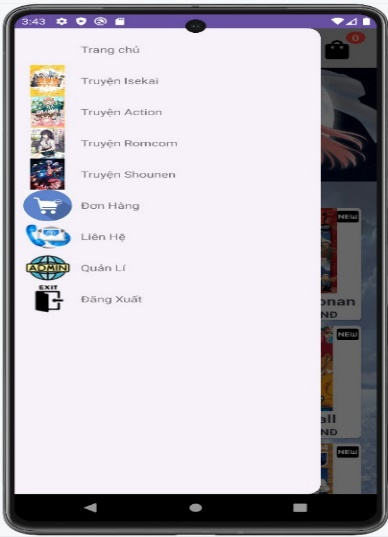 3:43
0
Trang chủ
Truyện Isekai
Truyện Action
Truyện Romcom
Truyện Shounen
Đơn Hàng
Liên Hệ
ADMIN
Quản Lí
EXIT
Đăng Xuất
NEW
onan
NĐ
NEW
all
NĐ
NEW